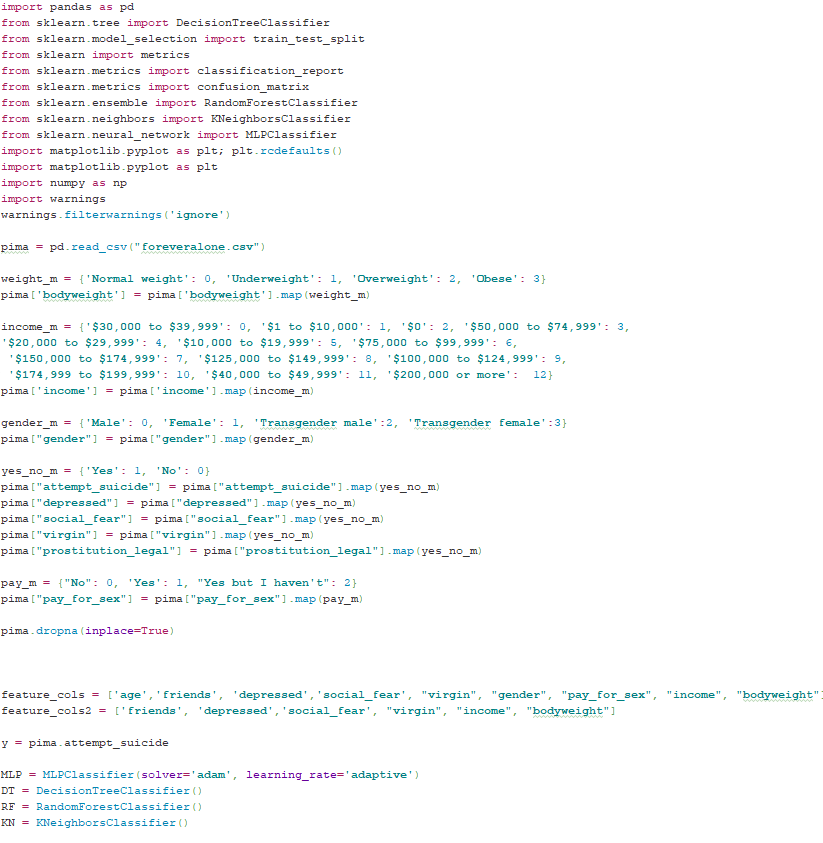 import pandas as pd
from sklearn.tree import DecisionTreeClassifier
from sklearn.model_selection import train_test_split
from sklearn import metrics
from sklearn.metrics import classification_report
from sklearn.metrics import confusion_matrix
from sklearn.ensemble import RandomForestClassifier
from sklearn.neighbors import KNeighborsClassifier
from sklearn.neural_network import MLPClassifier
import matplotlib.pyplot as plt; plt.rcdefaults()
import matplotlib.pyplot as plt
import numpy as np
import warnings
warnings.filterwarnings('ignore')
pima = pd.read_csv("foreveralone.csv")
weight_m = {'Normal weight': 0, 'Underweight': 1, 'Overweight': 2, 'Obese': 3}
pima['bodyweight'] = pima['bodyweight'].map(weight_m)
income_m = {'$30,000 to $39,999': 0, '$1 to $10,000': 1, '$0': 2, '$50,000 to $74,999': 3,
'$20,000 to $29,999': 4, '$10,000 to $19,999': 5, '$75,000 to $99,999': 6,
'$150,000 to $174,999': 7, '$125,000 to $149,999': 8, '$100,000 to $124,999': 9,
'$174,999 to $199,999': 10, '$40,000 to $49,999': 11, '$200,000 or more': 12}
pima['income'] = pima['income'].map(income_m)
gender_m = {'Male': 0, 'Female': 1, 'Transgender male':2, 'Transgender female':3}
pima["gender"] = pima["gender"].map(gender_m)
yes_no_m = {'Yes': 1, 'No': 0}
pima["attempt_suicide"] = pima["attempt_suicide"].map(yes_no_m)
pima["depressed"] = pima["depressed"].map(yes_no_m)
pima["social_fear"] = pima["social_fear"].map(yes_no_m)
pima["virgin"] = pima["virgin"].map(yes_no_m)
pima["prostitution_legal"] = pima["prostitution_legal"].map(yes_no_m)
pay_m = {"No": 0, 'Yes': 1, "Yes but I haven't": 2}
pima["pay_for_sex"] = pima["pay_for_sex"].map(pay_m)
pima.dropna(inplace=True)
feature_cols = ['age','friends', 'depressed','social_fear', "virgin", "gender", "pay_for_sex", "income", "bodyweight"]
feature_cols2 = ['friends', 'depressed','social_fear', "virgin", "income", "bodyweight"]
y = pima.attempt_suicide
MLP = MLPClassifier(solver='adam', learning_rate='adaptive')
DT = DecisionTreeClassifier()
RF = RandomForestClassifier()
KN = KNeighborsClassifier()